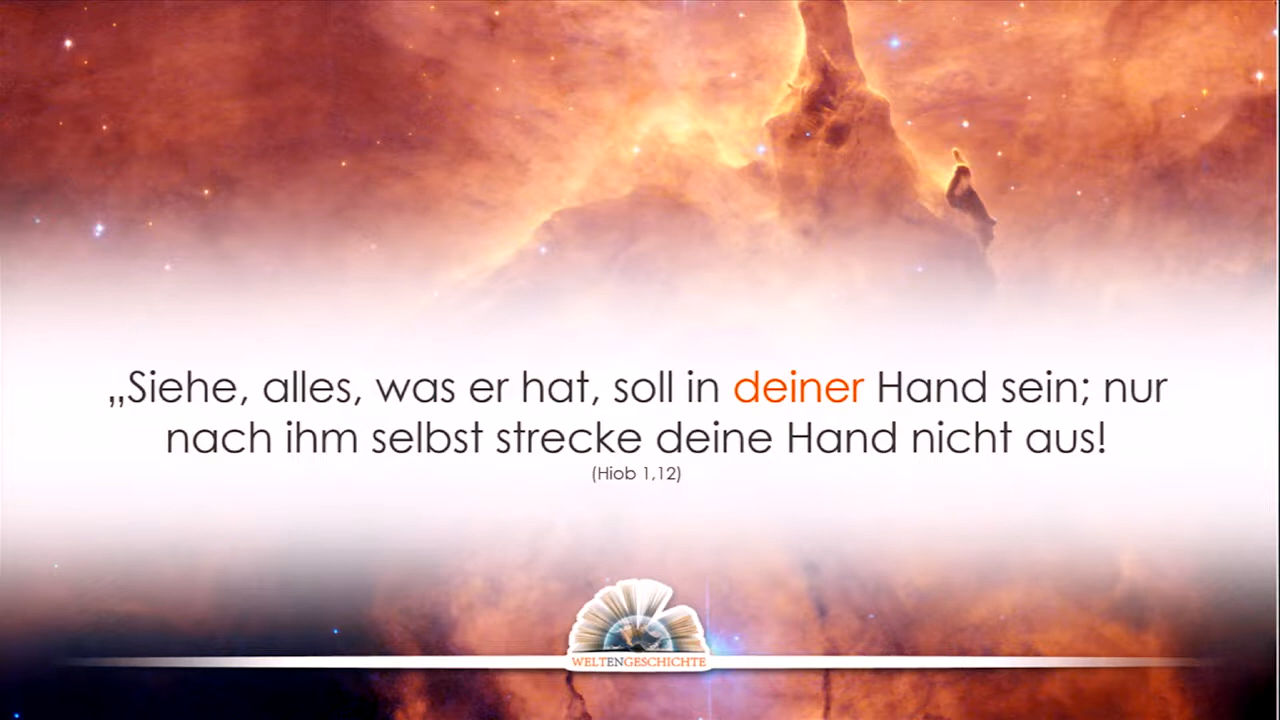 „Siehe, alles, was er hat, soll in deiner Hand sein; nur
nach ihm selbst strecke deine Hand nicht aus!
(Hiob 1,12)
WELTENGESCHICHTE